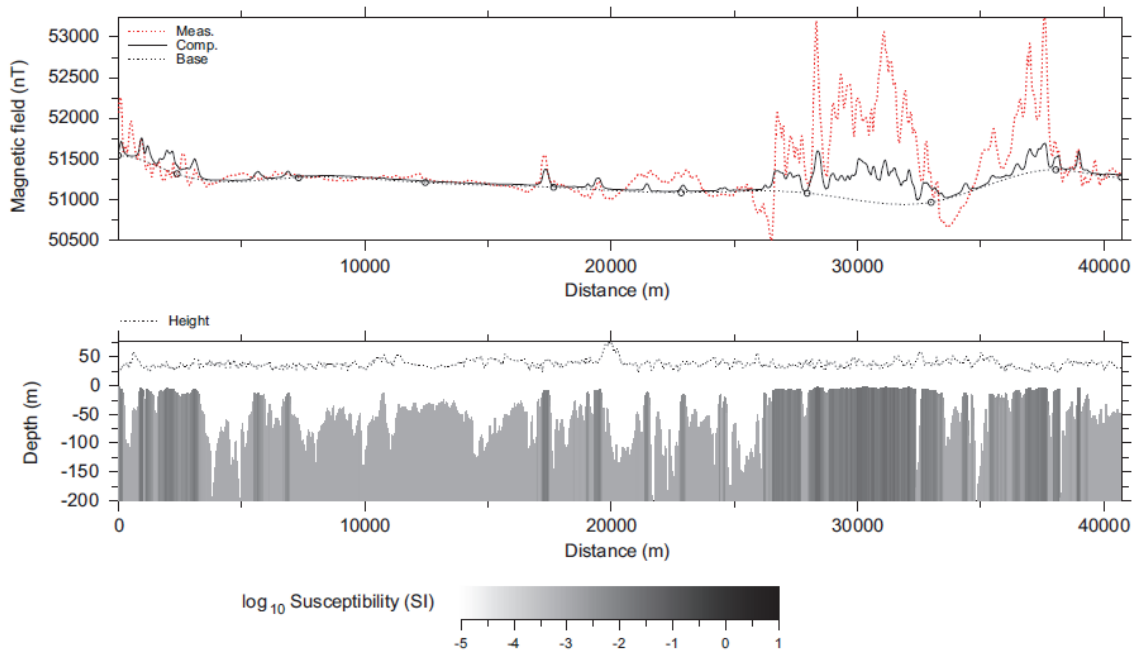 Magnetic field (nT)
53000
52500
52000
51500
51000
50500
Meas.
Comp.
Base
10000 20000 30000 40000
Distance (m)
Height
Depth (m)
50
0
-50
-100
-150
-200
0 10000 20000 30000 40000
Distance (m)
log10 Susceptibility (SI)
-5 -4 -3 -2 -1 0 1